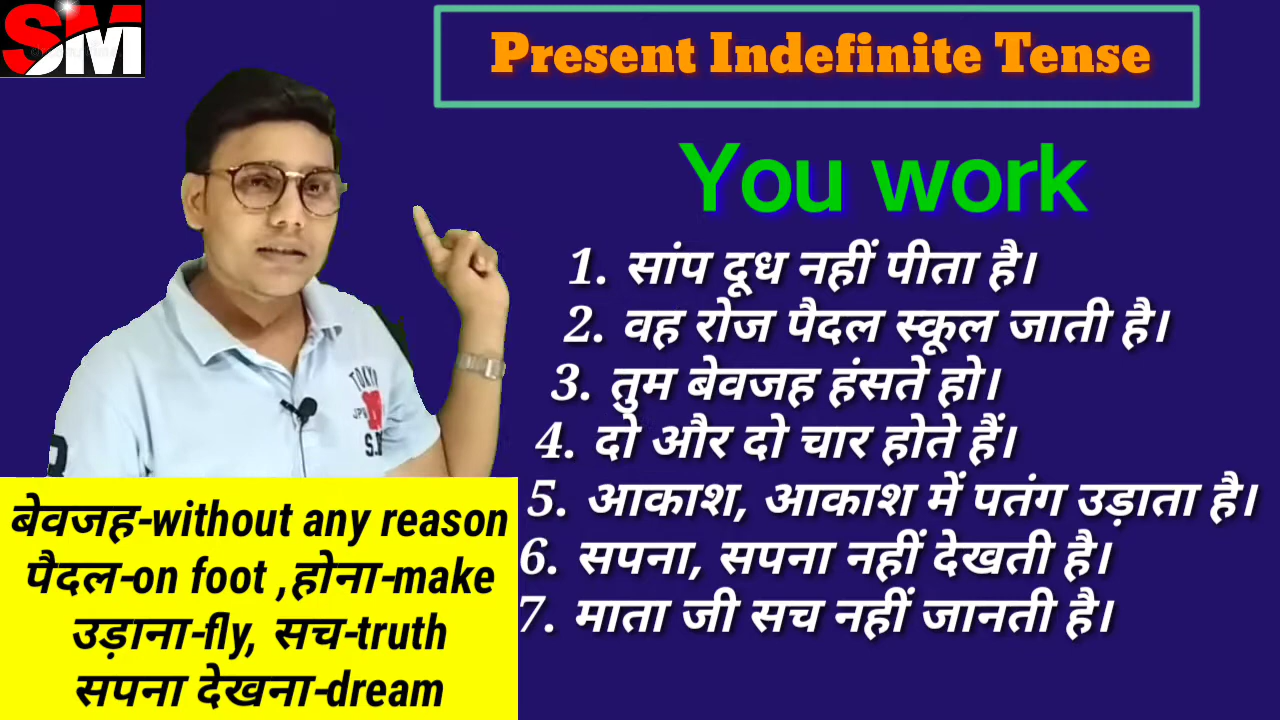 SM
Present Indefinite Tense
You work
1. सांप दूध नहीं पीता है।
2. वह रोज पैदल स्कूल जाती है।
3. तुम बेवजह हंसते हो।
4. दो और दो चार होते हैं।
5. आकाश, आकाश में पतंग उड़ाता है।
6. सपना, सपना नहीं देखती है।
7. माता जी सच नहीं जानती है।
TOKYO
बेवजह-without any reason
पैदल-on foot ,होना-make
उड़ाना-fly, सच-truth
सपना देखना-dream